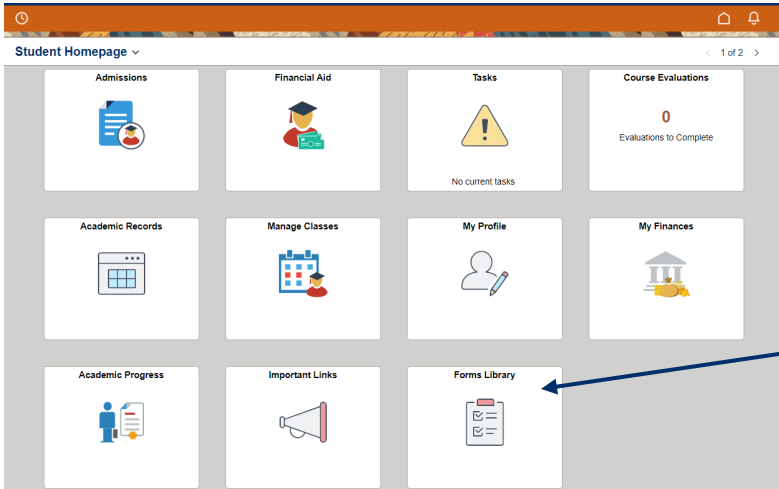 Student Homepage
1 of 2
Admissions
Financial Aid
Tasks
Course Evaluations
0
Evaluations to Complete
No current tasks
Academic Records
Manage Classes
My Profile
My Finances
Academic Progress
Important Links
Forms Library